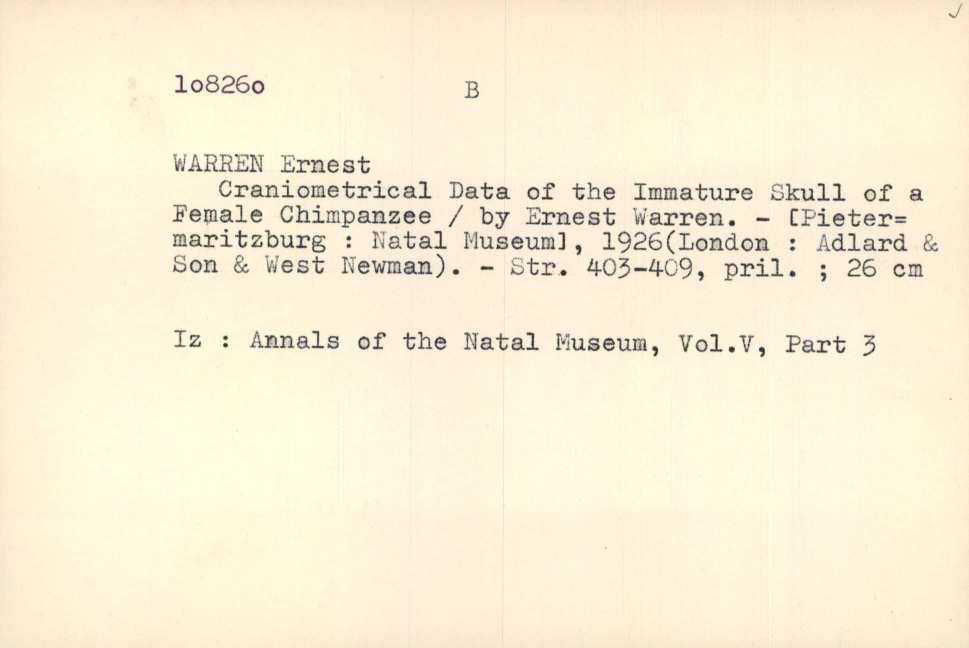 lo826o B
WARREN Ernest
Craniometrical Data of the Immature Skull of a
Female Chimpanzee / by Ernest Warren. - [Pieter=
maritzburg : Natal Museum], 1926(London : Adlard &
Son & West Newman). - Str. 403-409, pril. ; 26 cm
Iz : Annals of the Natal Museum, Vol.V, Part 3